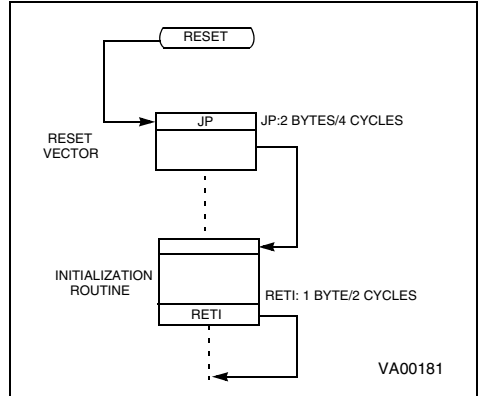 RESET
JP
JP:2 BYTES/4 CYCLES
RESET
VECTOR
INITIALIZATION
ROUTINE
RETI: 1 BYTE/2 CYCLES
RETI
VA00181